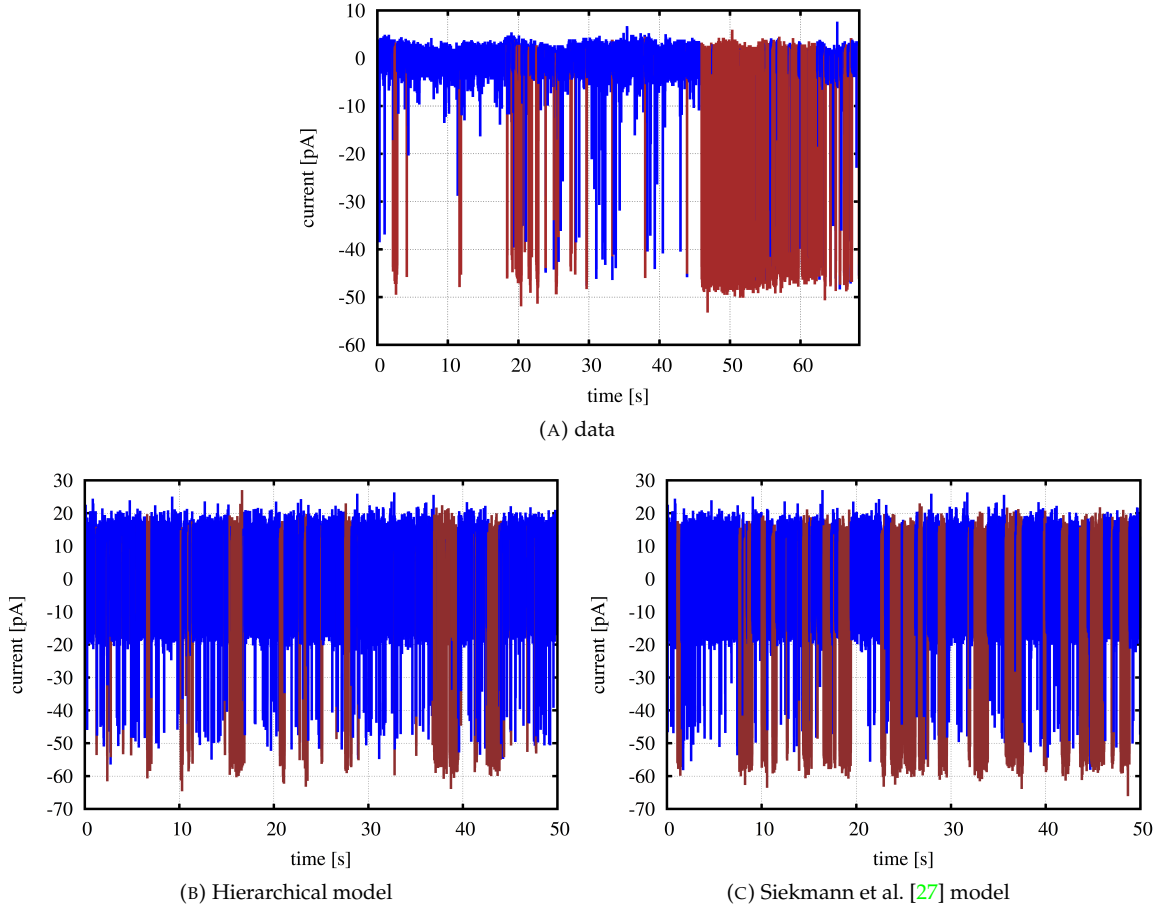 10
0
-10
-20
-30
-40
-50
-60
current [pA]
0 10 20 30 40 50 60
time [s]
(A) data
30
20
10
0
-10
-20
-30
-40
-50
-60
-70
current [pA]
0 10 20 30 40 50
time [s]
(B) Hierarchical model
30
20
10
0
-10
-20
-30
-40
-50
-60
-70
current [pA]
0 10 20 30 40 50
time [s]
(C) Siekmann et al. [27] model